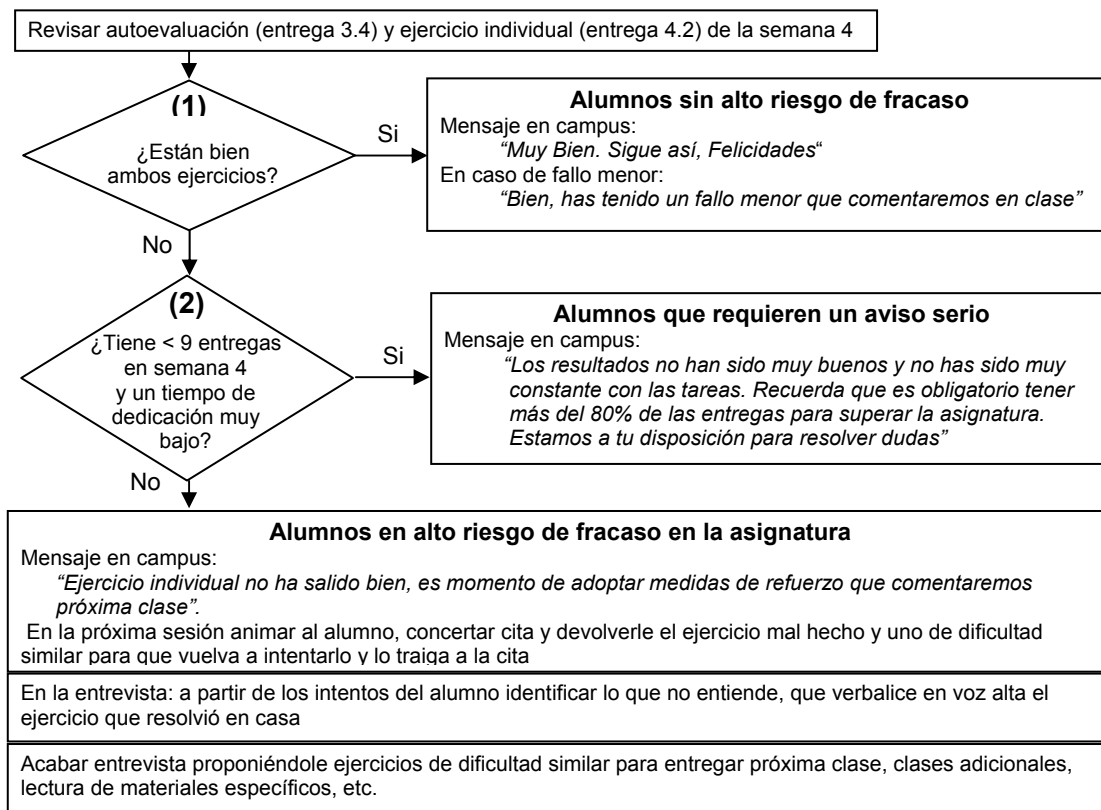 Revisar autoevaluación (entrega 3.4) y ejercicio individual (entrega 4.2) de la semana 4
(1)
¿Están bien
ambos ejercicios?
Si
Alumnos sin alto riesgo de fracaso
Mensaje en campus:
"Muy Bien. Sigue así, Felicidades“
En caso de fallo menor:
"Bien, has tenido un fallo menor que comentaremos en clase”
No
(2)
¿Tiene < 9 entregas
en semana 4
y un tiempo de
dedicación muy
bajo?
Si
Alumnos que requieren un aviso serio
Mensaje en campus:
“Los resultados no han sido muy buenos y no has sido muy
constante con las tareas. Recuerda que es obligatorio tener
más del 80% de las entregas para superar la asignatura.
Estamos a tu disposición para resolver dudas”
No
Alumnos en alto riesgo de fracaso en la asignatura
Mensaje en campus:
“Ejercicio individual no ha salido bien, es momento de adoptar medidas de refuerzo que comentaremos
próxima clase”.
En la próxima sesión animar al alumno, concertar cita y devolverle el ejercicio mal hecho y uno de dificultad
similar para que vuelva a intentarlo y lo traiga a la cita
En la entrevista: a partir de los intentos del alumno identificar lo que no entiende, que verbalice en voz alta el
ejercicio que resolvió en casa
Acabar entrevista proponiéndole ejercicios de dificultad similar para entregar próxima clase, clases adicionales,
lectura de materiales específicos, etc.